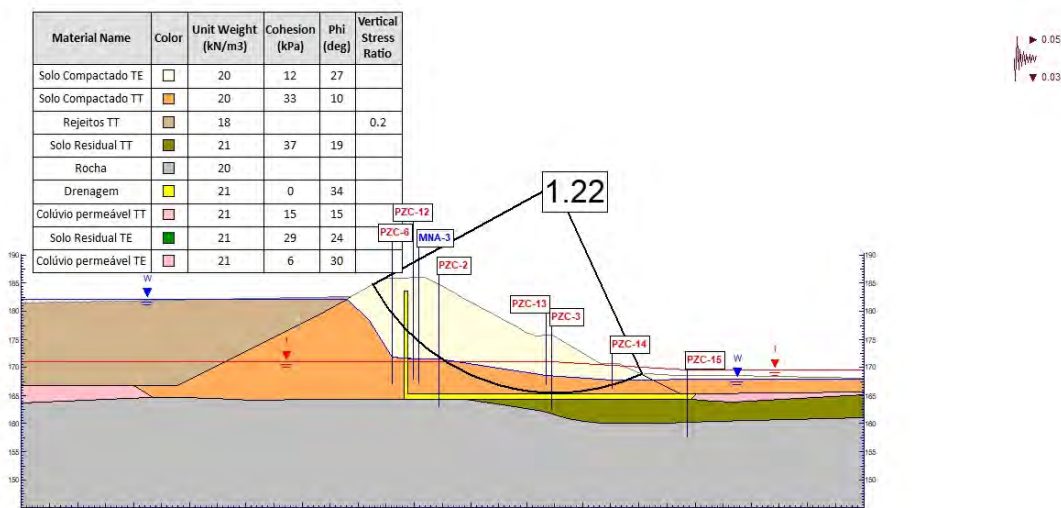 Material Name Color Unit Weight (kN/m3) Cohesion (kPa) Phi (deg) Vertical Stress Ratio
Solo Compactado TE 20 12 27
Solo Compactado TT 20 33 10
Rejeitos TT 18 0.2
Solo Residual TT 21 37 19
Rocha 20
Drenagem 21 0 34
Colúvio permeável TT 21 15 15
Solo Residual TE 21 29 24
Colúvio permeável TE 21 6 30
0.05
0.03
1.22
PZC-12
PZC-6
MNA-3
PZC-2
PZC-13
PZC-3
PZC-14
PZC-15
W
W
190
185
180
175
170
165
160
155
150
190
185
180
175
170
165
160
155
150